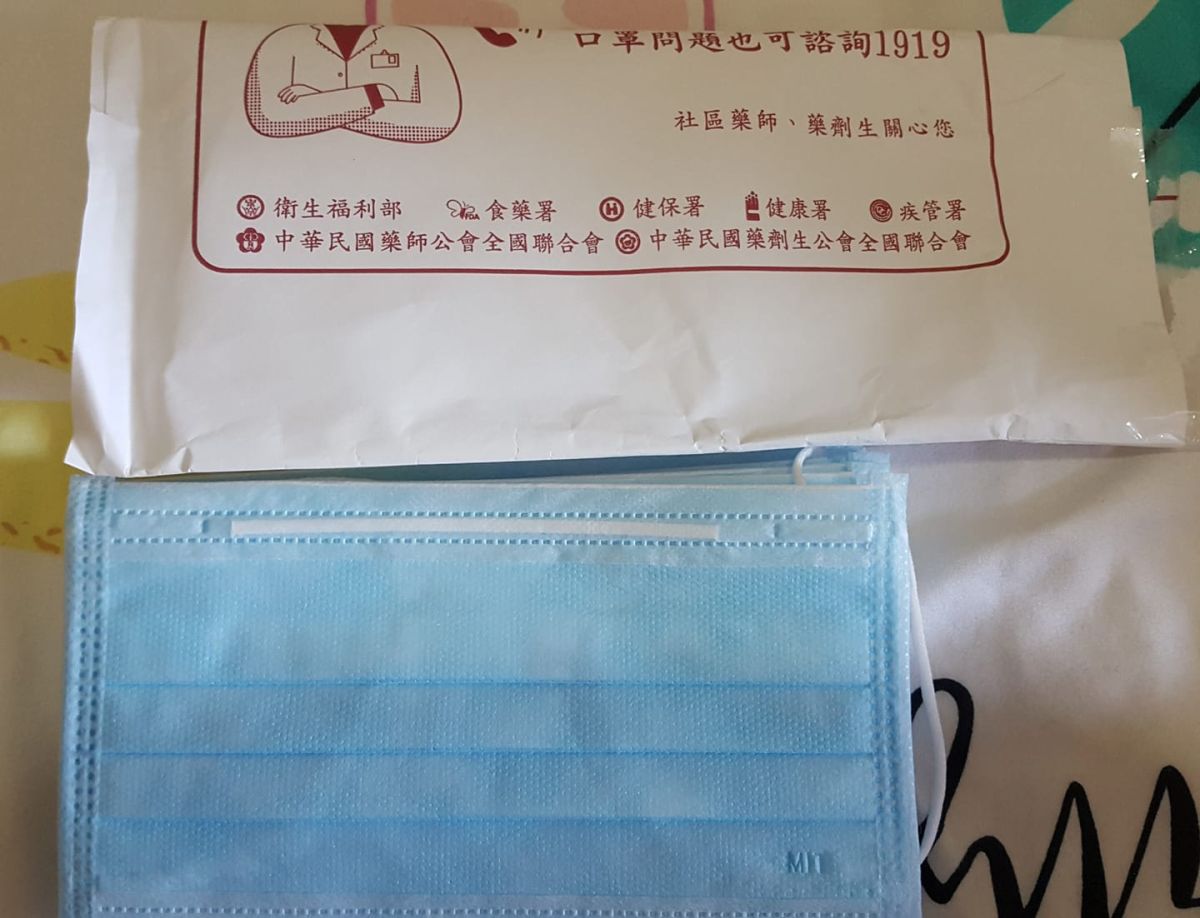 口罩問題也可諮詢1919
社區藥師、藥劑生關心您
衛生福利部 食藥署 健保署 健康署 疾管署
中華民國藥師公會全國聯合會 中華民國藥劑生公會全國聯合會
MIT